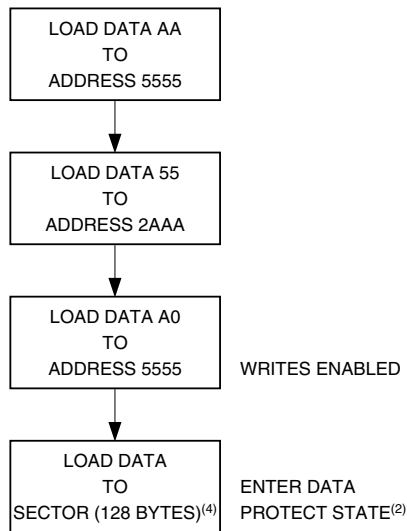 LOAD DATA AA
TO
ADDRESS 5555
LOAD DATA 55
TO
ADDRESS 2AAA
LOAD DATA A0
TO
ADDRESS 5555
WRITES ENABLED
LOAD DATA
TO
SECTOR (128 BYTES)(4)
ENTER DATA
PROTECT STATE(2)